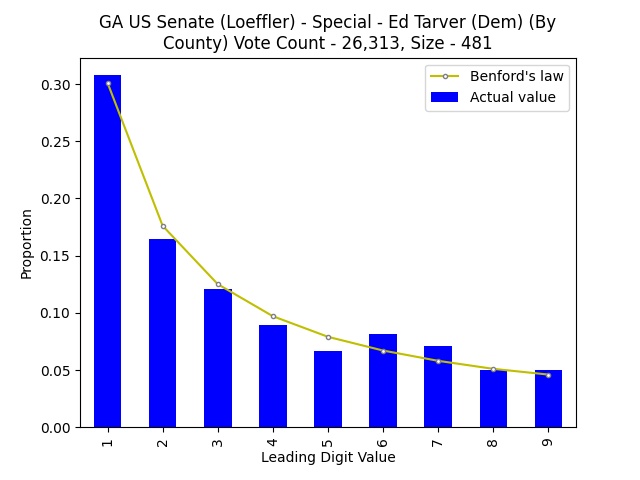 GA US Senate (Loeffler) - Special - Ed Tarver (Dem) (By
County) Vote Count - 26,313, Size - 481
Benford's law
Actual value
0.30
0.25
0.20
0.15
0.10
0.05
0.00
Proportion
1 2 3 4 5 6 7 8 9
Leading Digit Value